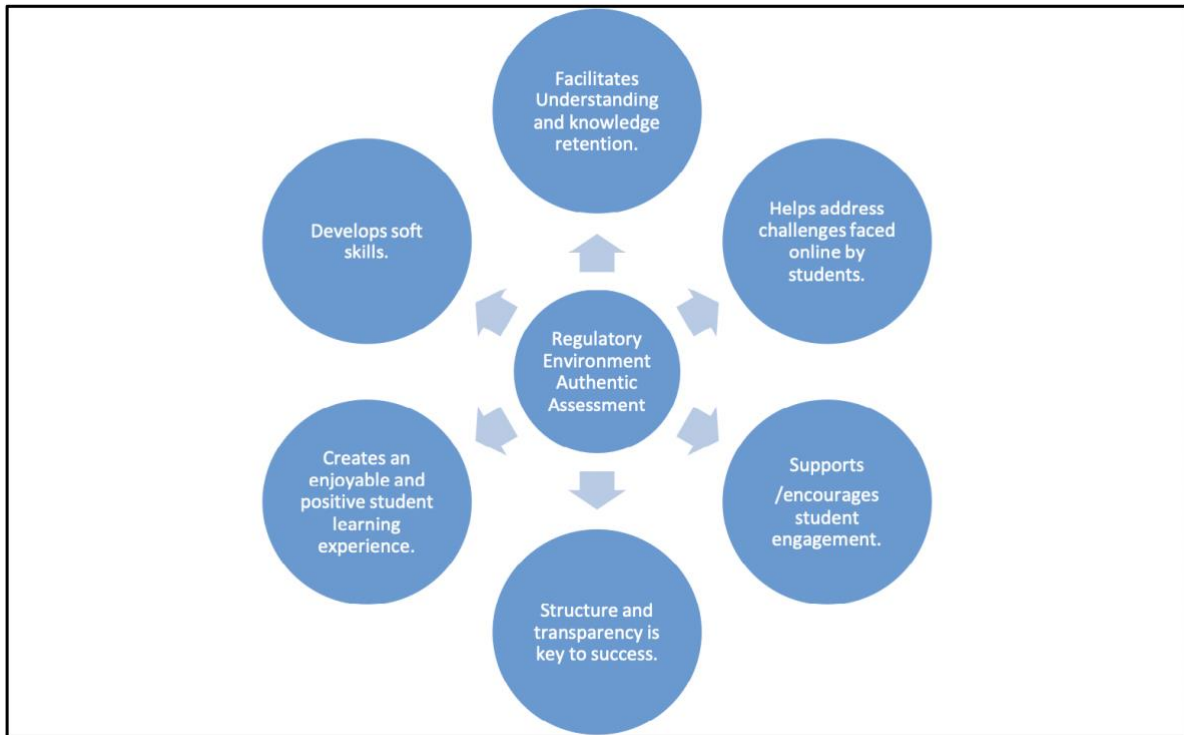 Facilitates
Understanding
and knowledge
retention.
Develops soft
skills.
Helps address
challenges faced
online by
students.
Regulatory
Environment
Authentic
Assessment
Creates an
enjoyable and
positive student
learning
experience.
Supports
/encourages
student
engagement.
Structure and
transparency is
key to success.